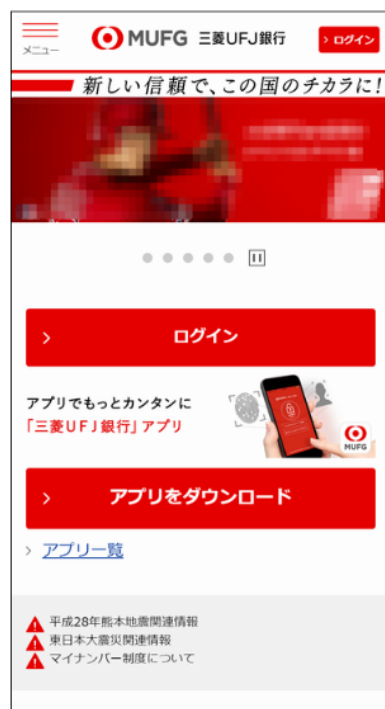 MUFG 三菱UFJ銀行
ログイン
メニュー
新しい信頼で、この国のチカラに!
ログイン
アプリでもっとカンタンに
「三菱UFJ銀行」アプリ
MUFG
アプリをダウンロード
アプリ一覧
平成28年熊本地震関連情報
東日本大震災関連情報
マイナンバー制度について